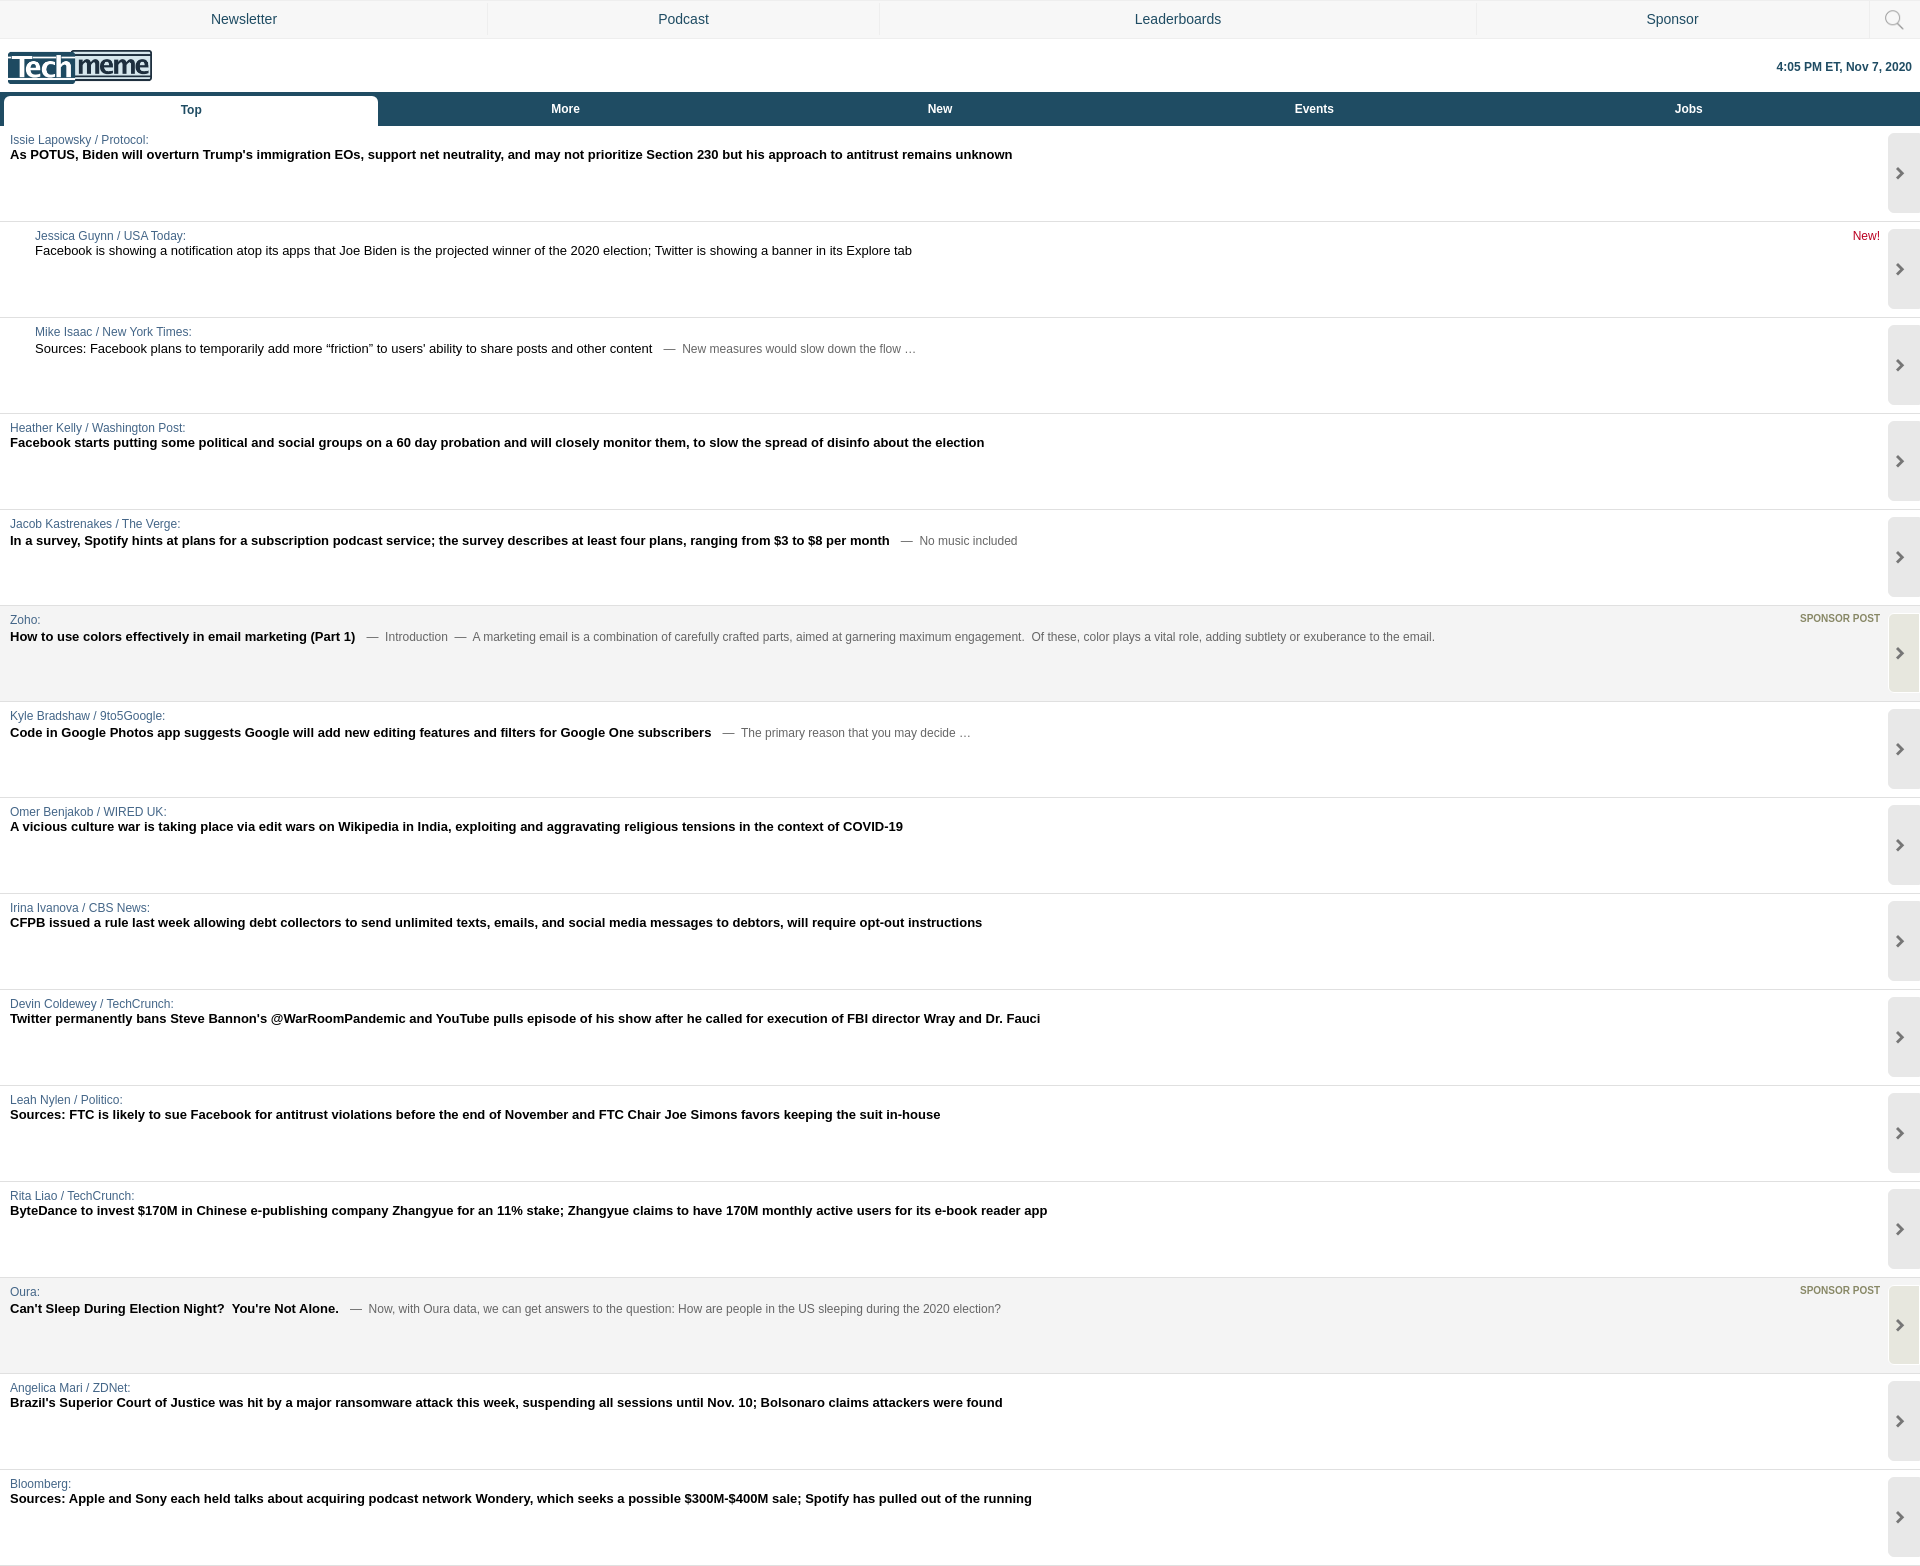 Newsletter
Podcast
Leaderboards
Sponsor
Techmeme
4:05 PM ET, Nov 7, 2020
Top
More
New
Events
Jobs
Issie Lapowsky / Protocol:
As POTUS, Biden will overturn Trump's immigration EOs, support net neutrality, and may not prioritize Section 230 but his approach to antitrust remains unknown
Jessica Guynn / USA Today:
New!
Facebook is showing a notification atop its apps that Joe Biden is the projected winner of the 2020 election; Twitter is showing a banner in its Explore tab
Mike Isaac / New York Times:
Sources: Facebook plans to temporarily add more “friction” to users' ability to share posts and other content — New measures would slow down the flow …
Heather Kelly / Washington Post:
Facebook starts putting some political and social groups on a 60 day probation and will closely monitor them, to slow the spread of disinfo about the election
Jacob Kastrenakes / The Verge:
In a survey, Spotify hints at plans for a subscription podcast service; the survey describes at least four plans, ranging from $3 to $8 per month — No music included
Zoho:
SPONSOR POST
How to use colors effectively in email marketing (Part 1) — Introduction — A marketing email is a combination of carefully crafted parts, aimed at garnering maximum engagement. Of these, color plays a vital role, adding subtlety or exuberance to the email.
Kyle Bradshaw / 9to5Google:
Code in Google Photos app suggests Google will add new editing features and filters for Google One subscribers — The primary reason that you may decide …
Omer Benjakob / WIRED UK:
A vicious culture war is taking place via edit wars on Wikipedia in India, exploiting and aggravating religious tensions in the context of COVID-19
Irina Ivanova / CBS News:
CFPB issued a rule last week allowing debt collectors to send unlimited texts, emails, and social media messages to debtors, will require opt-out instructions
Devin Coldewey / TechCrunch:
Twitter permanently bans Steve Bannon's @WarRoomPandemic and YouTube pulls episode of his show after he called for execution of FBI director Wray and Dr. Fauci
Leah Nylen / Politico:
Sources: FTC is likely to sue Facebook for antitrust violations before the end of November and FTC Chair Joe Simons favors keeping the suit in-house
Rita Liao / TechCrunch:
ByteDance to invest $170M in Chinese e-publishing company Zhangyue for an 11% stake; Zhangyue claims to have 170M monthly active users for its e-book reader app
Oura:
SPONSOR POST
Can't Sleep During Election Night? You're Not Alone. — Now, with Oura data, we can get answers to the question: How are people in the US sleeping during the 2020 election?
Angelica Mari / ZDNet:
Brazil's Superior Court of Justice was hit by a major ransomware attack this week, suspending all sessions until Nov. 10; Bolsonaro claims attackers were found
Bloomberg:
Sources: Apple and Sony each held talks about acquiring podcast network Wondery, which seeks a possible $300M-$400M sale; Spotify has pulled out of the running